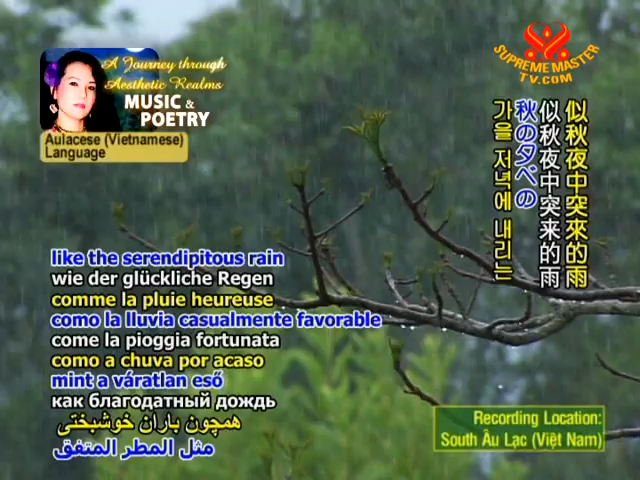 A Journey through
Aesthetic Realms
MUSIC &
POETRY
Aulacese (Vietnamese)
Language
SUPREME MASTER
TV.COM
似秋夜中突來的雨
似秋夜中突来的雨
秋の夕べの
가을 저녁에 내리는
like the serendipitous rain
wie der glückliche Regen
comme la pluie heureuse
como la lluvia casualmente favorable
come la pioggia fortunata
como a chuva por acaso
mint a váratlan eső
как благодатный дождь
همچون باران خوشبختی
مثل المطر المتفق
Recording Location:
South Âu Lạc (Việt Nam)